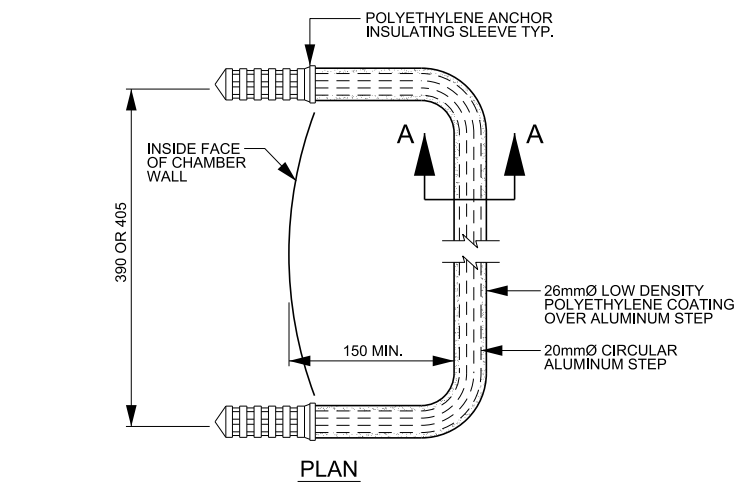 POLYETHYLENE ANCHOR
INSULATING SLEEVE TYP.
A A
INSIDE FACE
OF CHAMBER
WALL
390 OR 405
26mmØ LOW DENSITY
POLYETHYLENE COATING
OVER ALUMINUM STEP
150 MIN.
20mmØ CIRCULAR
ALUMINUM STEP
PLAN